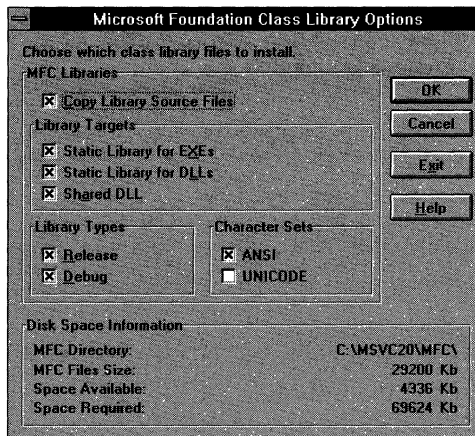 Microsoft Foundation Class Library Options
Choose which class library files to install.
MFC Libraries
Copy Library Source Files
Library Targets
Static Library for EXEs
Static Library for DLLs
Shared DLL
Library Types
Release
Debug
Character Sets
ANSI
UNICODE
OK
Cancel
Exit
Help
Disk Space Information
MFC Directory: C:\MSVC20\MFC\
MFC Files Size: 29200 Kb
Space Available: 4336 Kb
Space Required: 69624 Kb